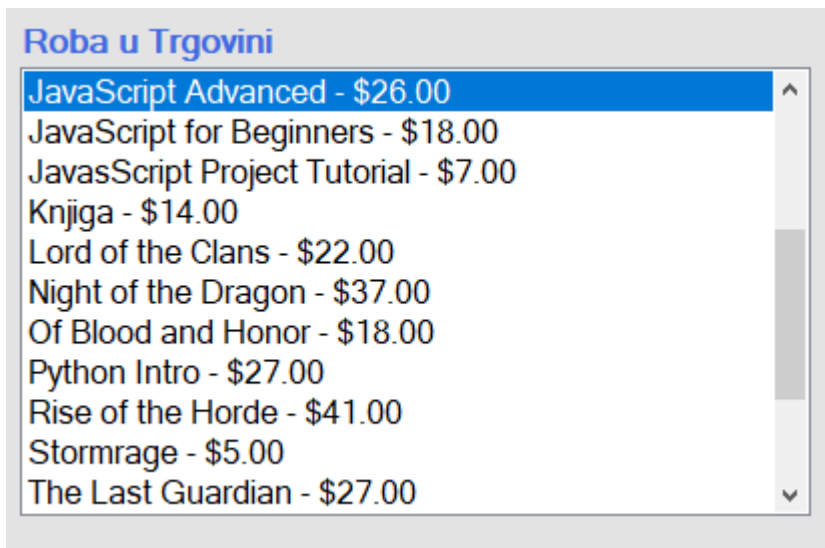 Roba u Trgovini
JavaScript Advanced - $26.00
JavaScript for Beginners - $18.00
JavasScript Project Tutorial - $7.00
Knjiga - $14.00
Lord of the Clans - $22.00
Night of the Dragon - $37.00
Of Blood and Honor - $18.00
Python Intro - $27.00
Rise of the Horde - $41.00
Stormrage - $5.00
The Last Guardian - $27.00